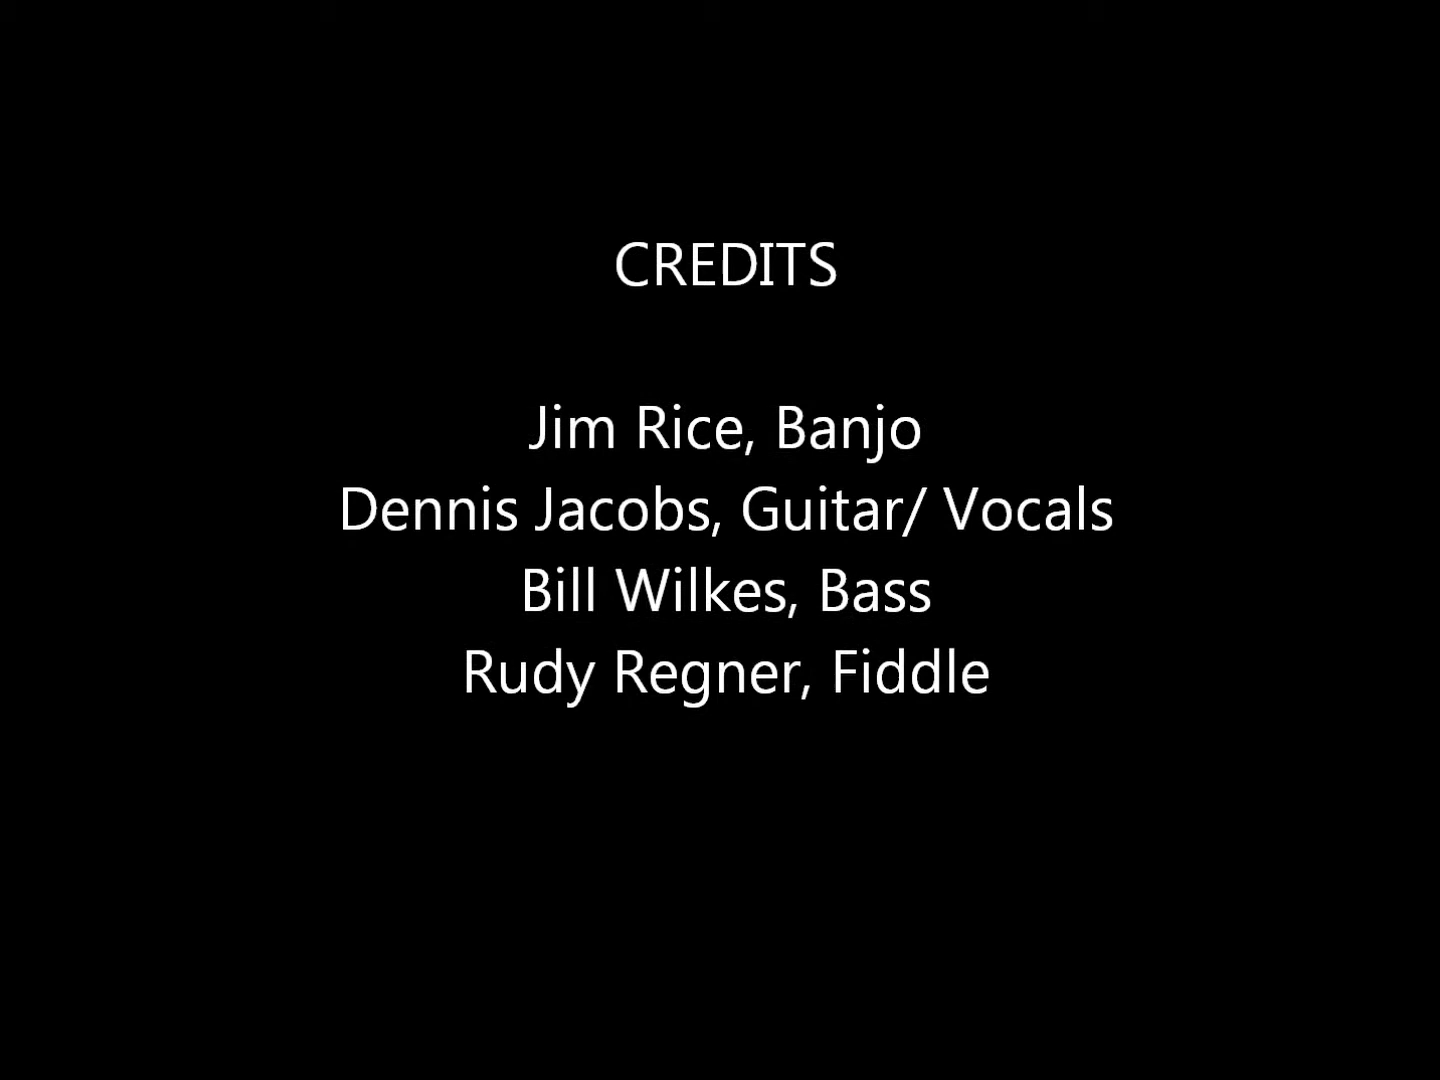 CREDITS
Jim Rice, Banjo
Dennis Jacobs, Guitar/ Vocals
Bill Wilkes, Bass
Rudy Regner, Fiddle